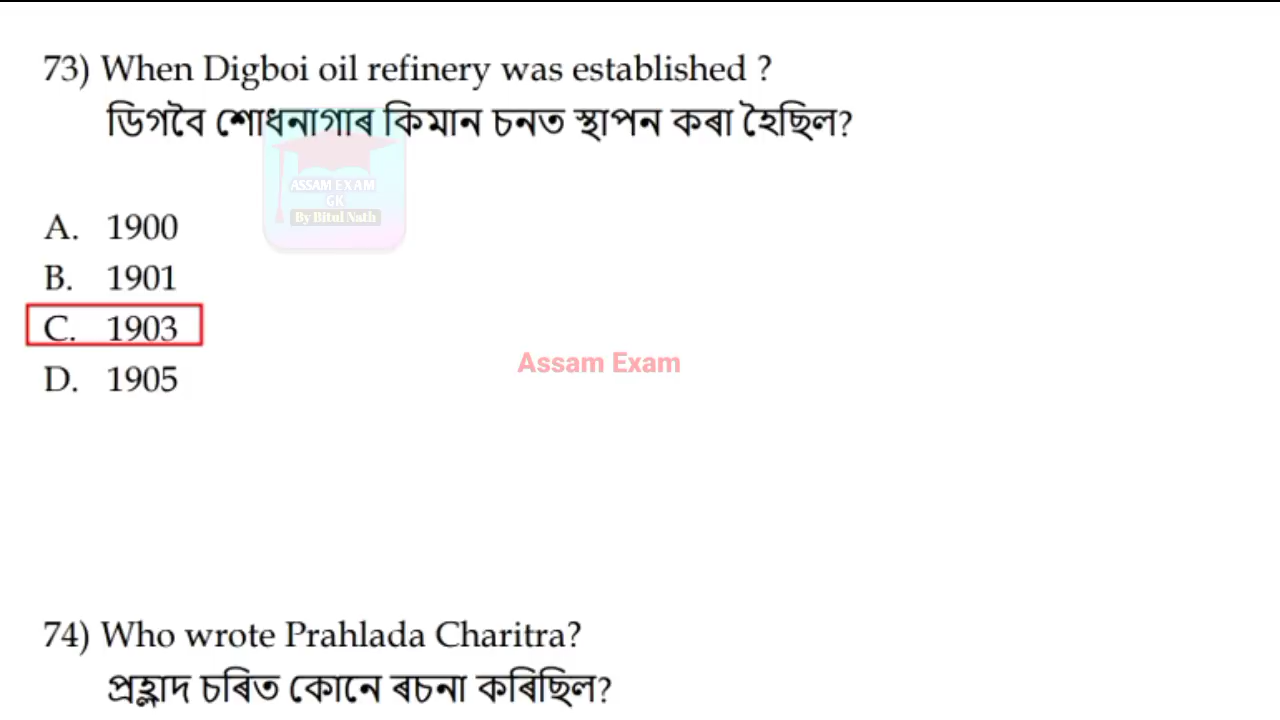 73) When Digboi oil refinery was established ?
ডিগবৈ শোধনাগাৰ কিমান চনত স্থাপন কৰা হৈছিল?
ASSAM EXAM
GK
By Bitul Nath
A. 1900
B. 1901
C. 1903
Assam Exam
D. 1905
74) Who wrote Prahlada Charitra?
প্ৰহ্লাদ চৰিত কোনে ৰচনা কৰিছিল?